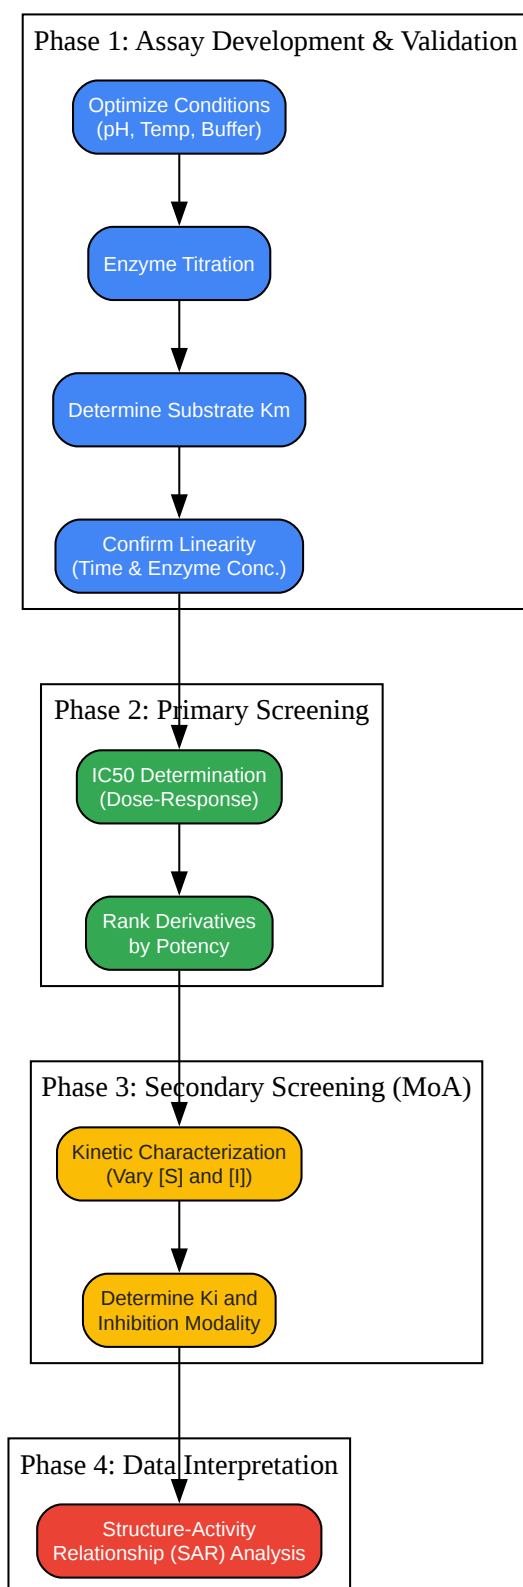 Phase 1: Assay Development & Validation
Optimize Conditions
(pH, Temp, Buffer)
Enzyme Titration
Determine Substrate Km
Confirm Linearity
(Time & Enzyme Conc.)
Phase 2: Primary Screening
IC50 Determination
(Dose-Response)
Rank Derivatives
by Potency
Phase 3: Secondary Screening (MoA)
Kinetic Characterization
(Vary [S] and [I])
Determine Ki and
Inhibition Modality
Phase 4: Data Interpretation
Structure-Activity
Relationship (SAR) Analysis